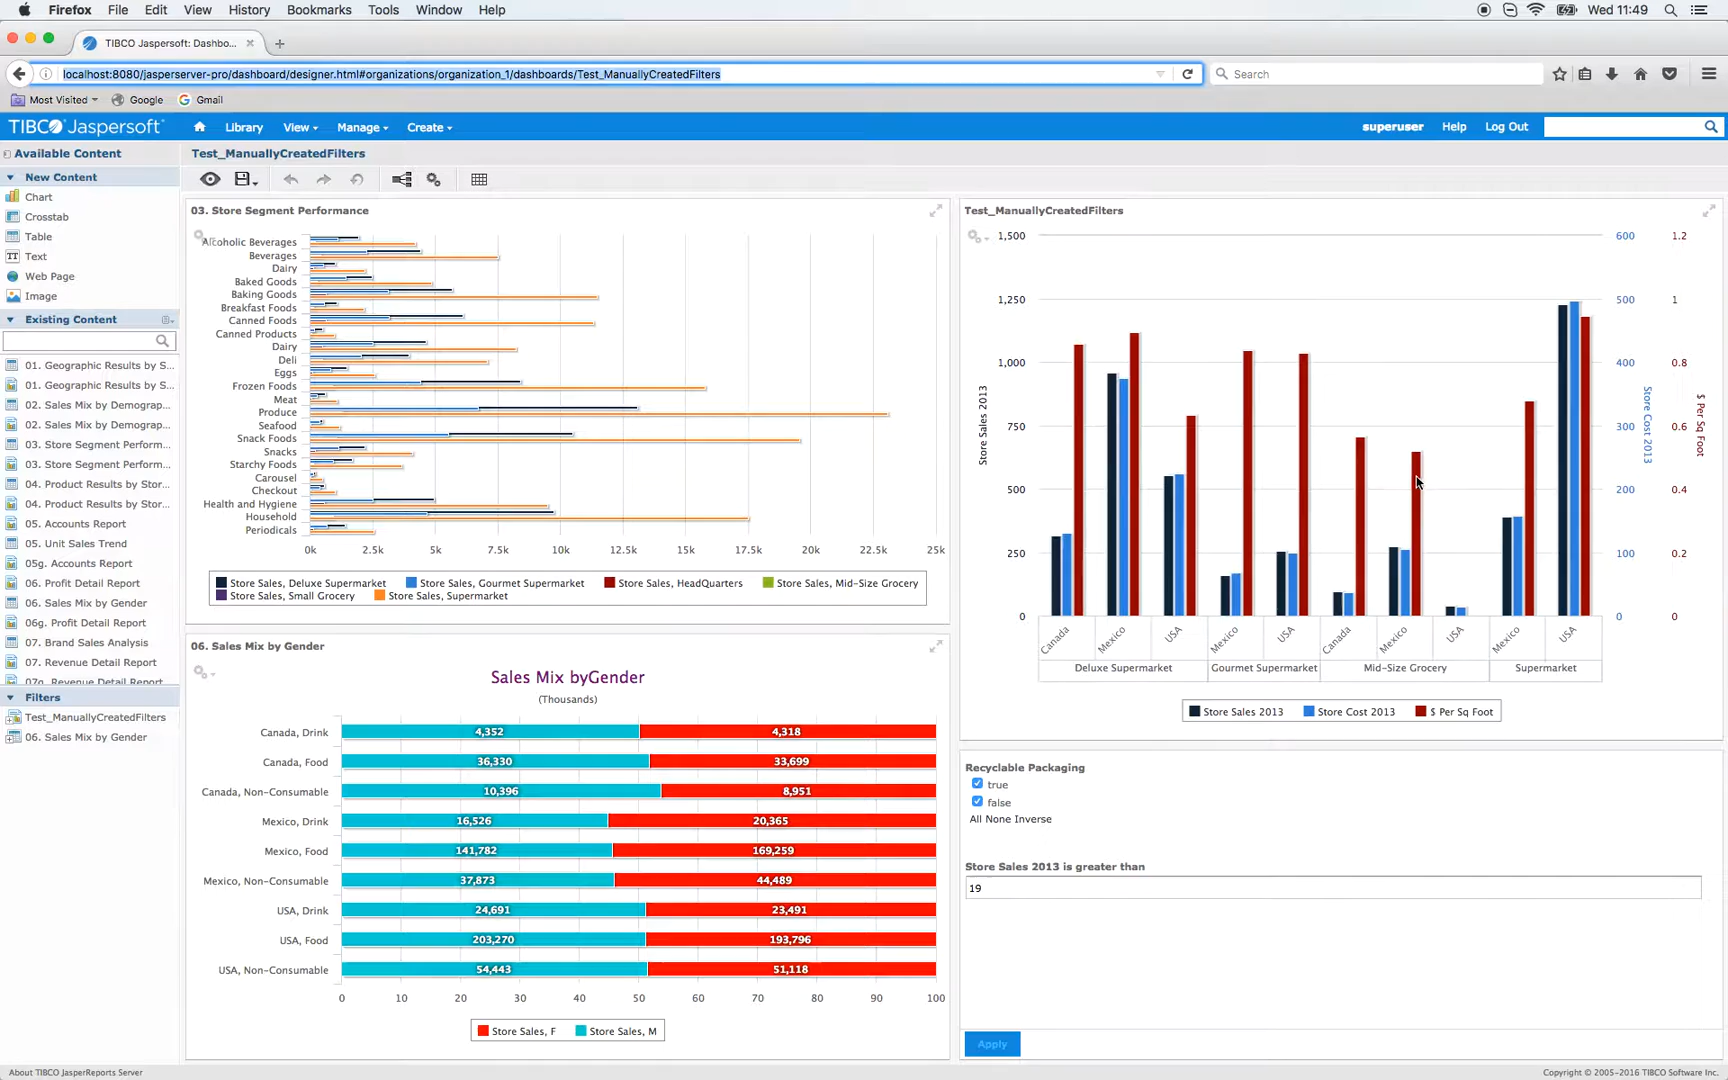 Firefox File Edit View History Bookmarks Tools Window Help Wed 11:49
TIBCO Jaspersoft: Dashbo...
localhost:8080/jasperserver-pro/dashboard/designer.html#organizations/organization_1/dashboards/Test_ManuallyCreatedFilters Search
Most Visited Google Gmail
TIBCO Jaspersoft Library View Manage Create superuser Help Log Out
Available Content
New Content
Chart
Crosstab
Table
Text
Web Page
Image
Existing Content
01. Geographic Results by S...
01. Geographic Results by S...
02. Sales Mix by Demograp...
02. Sales Mix by Demograp...
03. Store Segment Perform...
03. Store Segment Perform...
04. Product Results by Stor...
04. Product Results by Stor...
05. Accounts Report
05. Unit Sales Trend
05g. Accounts Report
06. Profit Detail Report
06. Sales Mix by Gender
06g. Profit Detail Report
07. Brand Sales Analysis
07. Revenue Detail Report
07g. Revenue Detail Report
Filters
Test_ManuallyCreatedFilters
06. Sales Mix by Gender
Test_ManuallyCreatedFilters
03. Store Segment Performance
Alcoholic Beverages
Beverages
Dairy
Baked Goods
Baking Goods
Breakfast Foods
Canned Foods
Canned Products
Dairy
Deli
Eggs
Frozen Foods
Meat
Produce
Seafood
Snack Foods
Snacks
Starchy Foods
Carousel
Checkout
Health and Hygiene
Household
Periodicals
0k 2.5k 5k 7.5k 10k 12.5k 15k 17.5k 20k 22.5k 25k
Store Sales, Deluxe Supermarket Store Sales, Gourmet Supermarket Store Sales, HeadQuarters Store Sales, Mid-Size Grocery
Store Sales, Small Grocery Store Sales, Supermarket
06. Sales Mix by Gender
Sales Mix byGender
(Thousands)
Canada, Drink 4,352 4,318
Canada, Food 36,330 33,699
Canada, Non-Consumable 10,396 8,951
Mexico, Drink 16,526 20,365
Mexico, Food 141,782 169,259
Mexico, Non-Consumable 37,873 44,489
USA, Drink 24,691 23,491
USA, Food 203,270 193,796
USA, Non-Consumable 54,443 51,118
0 10 20 30 40 50 60 70 80 90 100
Store Sales, F Store Sales, M
Test_ManuallyCreatedFilters
1,500 600 1.2
1,250 500 1
1,000 400 0.8
750 300 0.6
500 200 0.4
250 100 0.2
0 0 0
Store Sales 2013
Store Cost 2013
$ Per Sq Foot
Canada Mexico USA Mexico USA Canada Mexico USA Mexico USA
Deluxe Supermarket Gourmet Supermarket Mid-Size Grocery Supermarket
Store Sales 2013 Store Cost 2013 $ Per Sq Foot
Recyclable Packaging
true
false
All None Inverse
Store Sales 2013 is greater than
19
Apply
About TIBCO JasperReports Server Copyright © 2005-2016 TIBCO Software Inc.